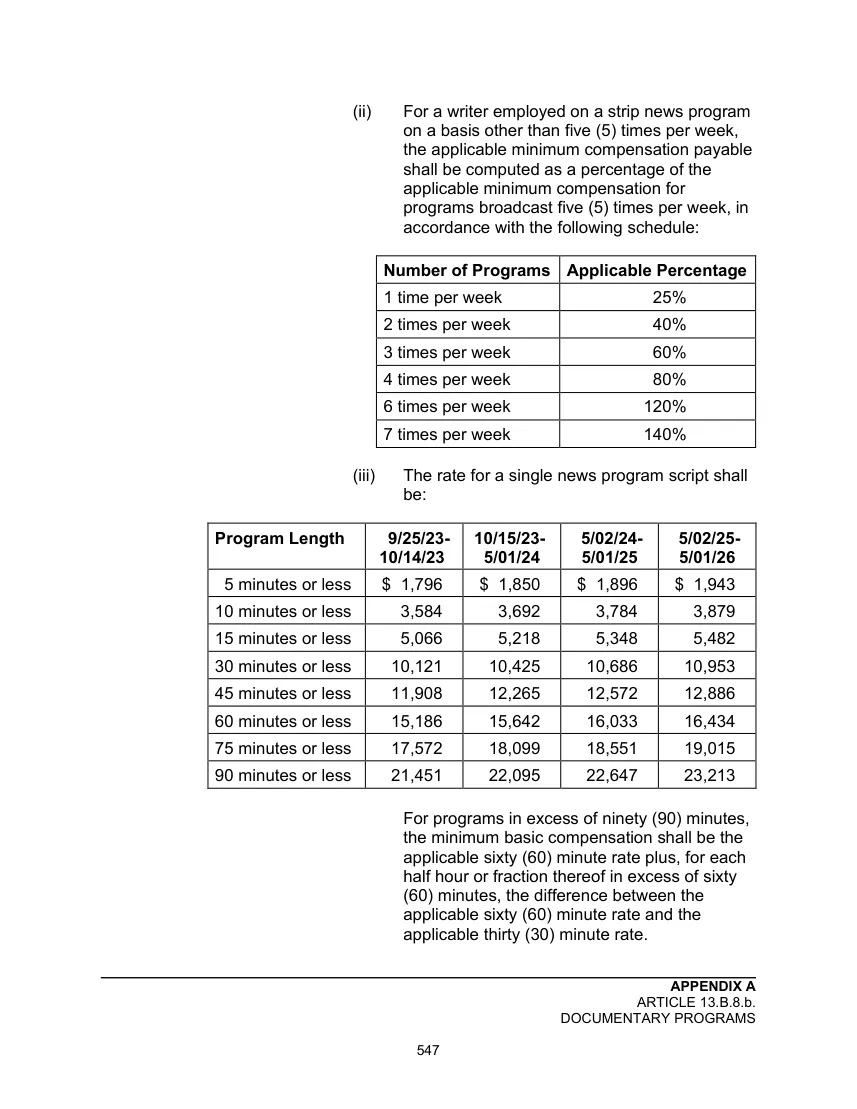 (ii) For a writer employed on a strip news program
on a basis other than five (5) times per week,
the applicable minimum compensation payable
shall be computed as a percentage of the
applicable minimum compensation for
programs broadcast five (5) times per week, in
accordance with the following schedule:
Number of Programs Applicable Percentage
1 time per week 25%
2 times per week 40%
3 times per week 60%
4 times per week 80%
6 times per week 120%
7 times per week 140%
(iii) The rate for a single news program script shall
be:
Program Length 9/25/23- 10/15/23- 5/02/24- 5/02/25-
10/14/23 5/01/24 5/01/25 5/01/26
5 minutes or less $ 1,796 $ 1,850 $ 1,896 $ 1,943
10 minutes or less 3,584 3,692 3,784 3,879
15 minutes or less 5,066 5,218 5,348 5,482
30 minutes or less 10,121 10,425 10,686 10,953
45 minutes or less 11,908 12,265 12,572 12,886
60 minutes or less 15,186 15,642 16,033 16,434
75 minutes or less 17,572 18,099 18,551 19,015
90 minutes or less 21,451 22,095 22,647 23,213
For programs in excess of ninety (90) minutes,
the minimum basic compensation shall be the
applicable sixty (60) minute rate plus, for each
half hour or fraction thereof in excess of sixty
(60) minutes, the difference between the
applicable sixty (60) minute rate and the
applicable thirty (30) minute rate.
APPENDIX A
ARTICLE 13.B.8.b.
DOCUMENTARY PROGRAMS
547